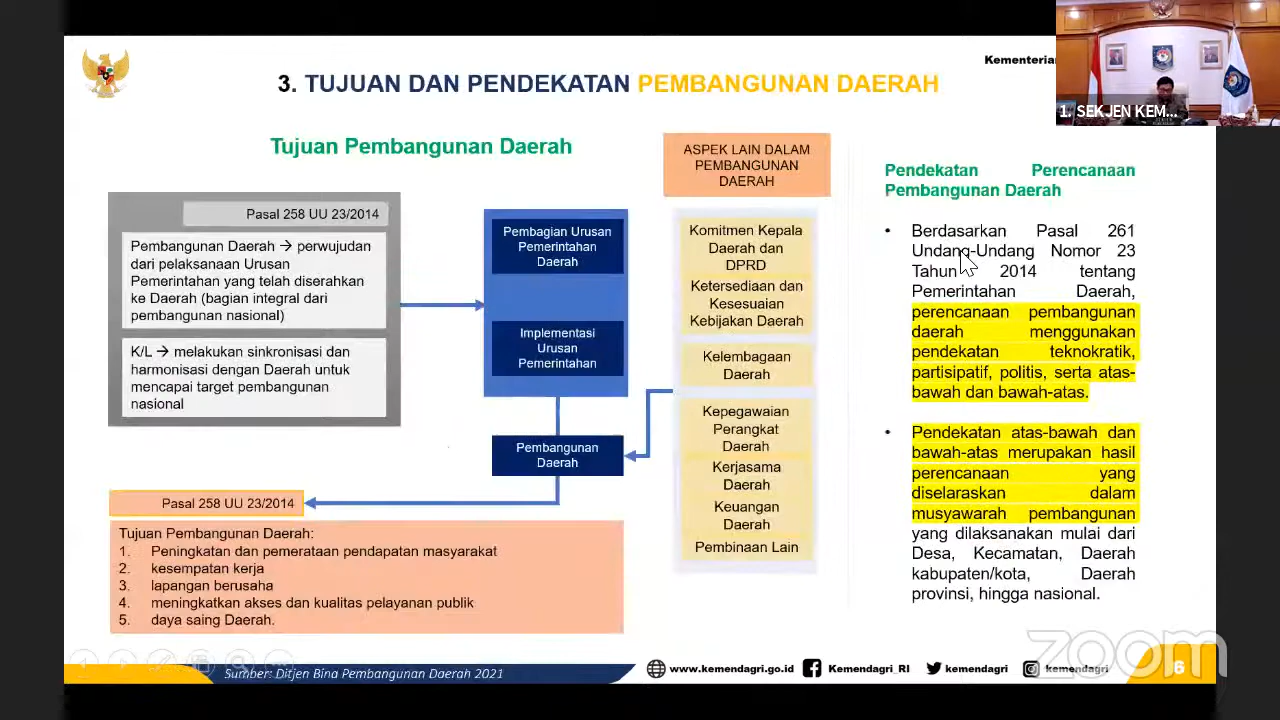 Kementerian
1. SEKJEN KEM...
3. TUJUAN DAN PENDEKATAN PEMBANGUNAN DAERAH
Tujuan Pembangunan Daerah
Pasal 258 UU 23/2014
Pembangunan Daerah → perwujudan
dari pelaksanaan Urusan
Pemerintahan yang telah diserahkan
ke Daerah (bagian integral dari
pembangunan nasional)
K/L → melakukan sinkronisasi dan
harmonisasi dengan Daerah untuk
mencapai target pembangunan
nasional
Pembagian Urusan
Pemerintahan
Daerah
Implementasi
Urusan
Pemerintahan
Pembangunan
Daerah
Pasal 258 UU 23/2014
Tujuan Pembangunan Daerah:
1. Peningkatan dan pemerataan pendapatan masyarakat
2. kesempatan kerja
3. lapangan berusaha
4. meningkatkan akses dan kualitas pelayanan publik
5. daya saing Daerah.
ASPEK LAIN DALAM
PEMBANGUNAN
DAERAH
Komitmen Kepala
Daerah dan
DPRD
Ketersediaan dan
Kesesuaian
Kebijakan Daerah
Kelembagaan
Daerah
Kepegawaian
Perangkat
Daerah
Kerjasama
Daerah
Keuangan
Daerah
Pembinaan Lain
Pendekatan Perencanaan
Pembangunan Daerah
• Berdasarkan Pasal 261
Undang-Undang Nomor 23
Tahun 2014 tentang
Pemerintahan Daerah,
perencanaan pembangunan
daerah menggunakan
pendekatan teknokratik,
partisipatif, politis, serta atas-
bawah dan bawah-atas.
• Pendekatan atas-bawah dan
bawah-atas merupakan hasil
perencanaan yang
diselaraskan dalam
musyawarah pembangunan
yang dilaksanakan mulai dari
Desa, Kecamatan, Daerah
kabupaten/kota, Daerah
provinsi, hingga nasional.
Sumber: Ditjen Bina Pembangunan Daerah 2021
www.kemendagri.go.id
Kemendagri_RI
kemendagri
kemendagri
6
zoom